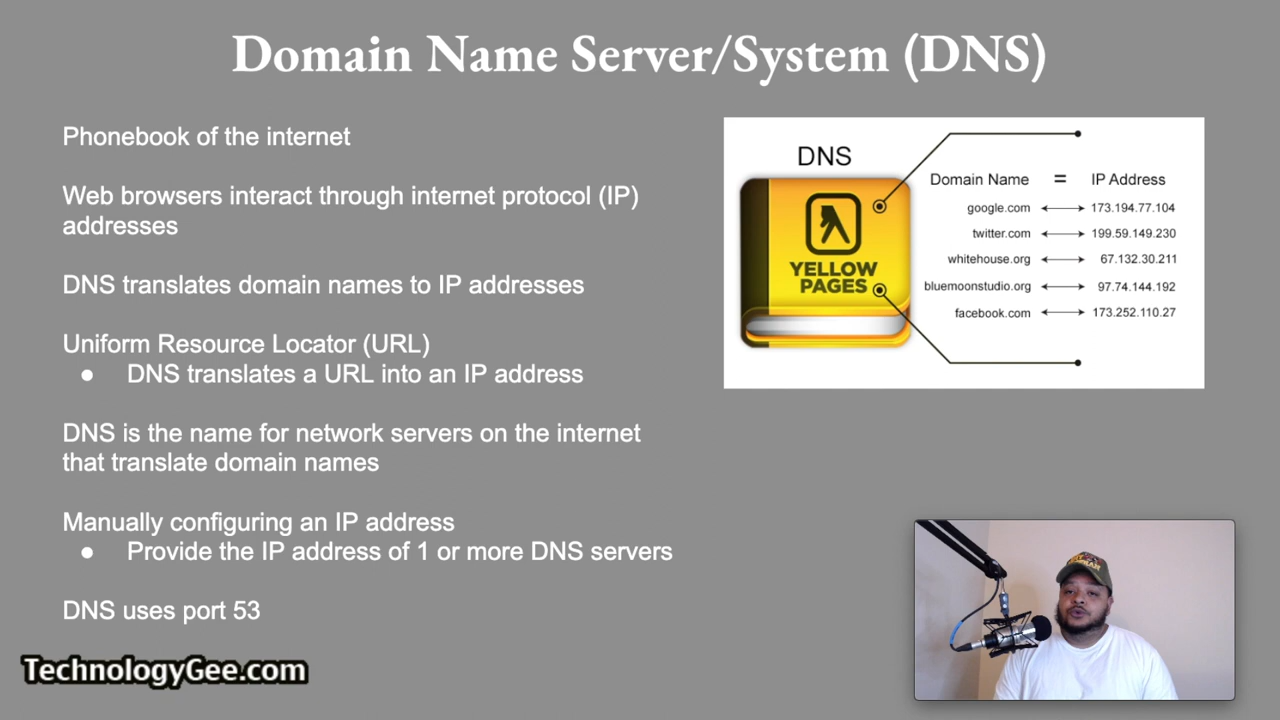 Domain Name Server/System (DNS)
Phonebook of the internet
Web browsers interact through internet protocol (IP)
addresses
DNS translates domain names to IP addresses
Uniform Resource Locator (URL)
● DNS translates a URL into an IP address
DNS is the name for network servers on the internet
that translate domain names
Manually configuring an IP address
● Provide the IP address of 1 or more DNS servers
DNS uses port 53
TechnologyGee.com
DNS
YELLOW
PAGES
Domain Name = IP Address
google.com 173.194.77.104
twitter.com 199.59.149.230
whitehouse.org 67.132.30.211
bluemoonstudio.org 97.74.144.192
facebook.com 173.252.110.27